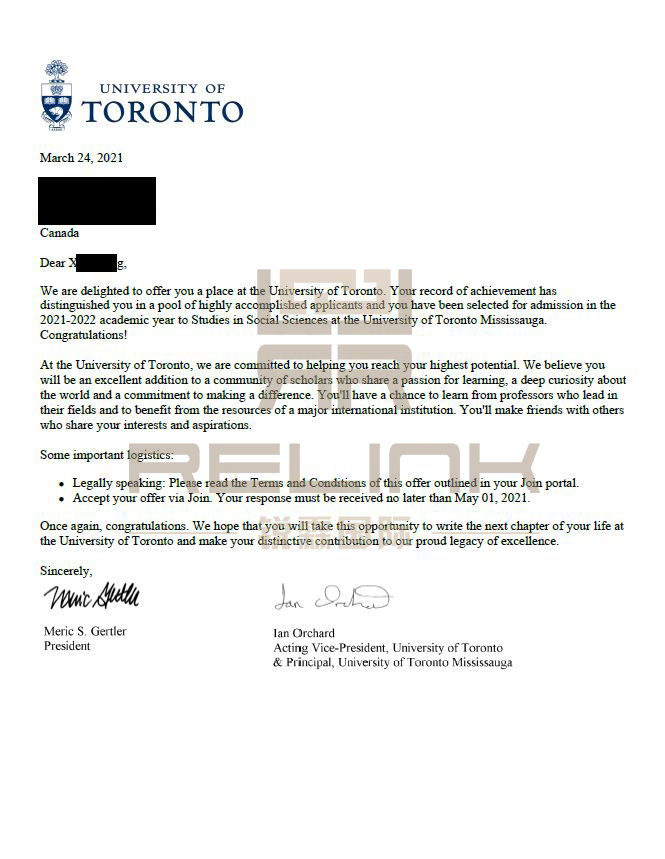 UNIVERSITY OF
TORONTO
March 24, 2021
Canada
Dear X g,
We are delighted to offer you a place at the University of Toronto. Your record of achievement has
distinguished you in a pool of highly accomplished applicants and you have been selected for admission in the
2021-2022 academic year to Studies in Social Sciences at the University of Toronto Mississauga.
Congratulations!
At the University of Toronto, we are committed to helping you reach your highest potential. We believe you
will be an excellent addition to a community of scholars who share a passion for learning, a deep curiosity about
the world and a commitment to making a difference. You'll have a chance to learn from professors who lead in
their fields and to benefit from the resources of a major international institution. You'll make friends with others
who share your interests and aspirations.
Some important logistics:
RELINK
• Legally speaking: Please read the Terms and Conditions of this offer outlined in your Join portal.
• Accept your offer via Join. Your response must be received no later than May 01, 2021.
Once again, congratulations. We hope that you will take this opportunity to write the next chapter of your life at
锐霖国际
the University of Toronto and make your distinctive contribution to our proud legacy of excellence.
Sincerely,
Meric Gertler
Ian Orchard
Meric S. Gertler
President
Ian Orchard
Acting Vice-President, University of Toronto
& Principal, University of Toronto Mississauga